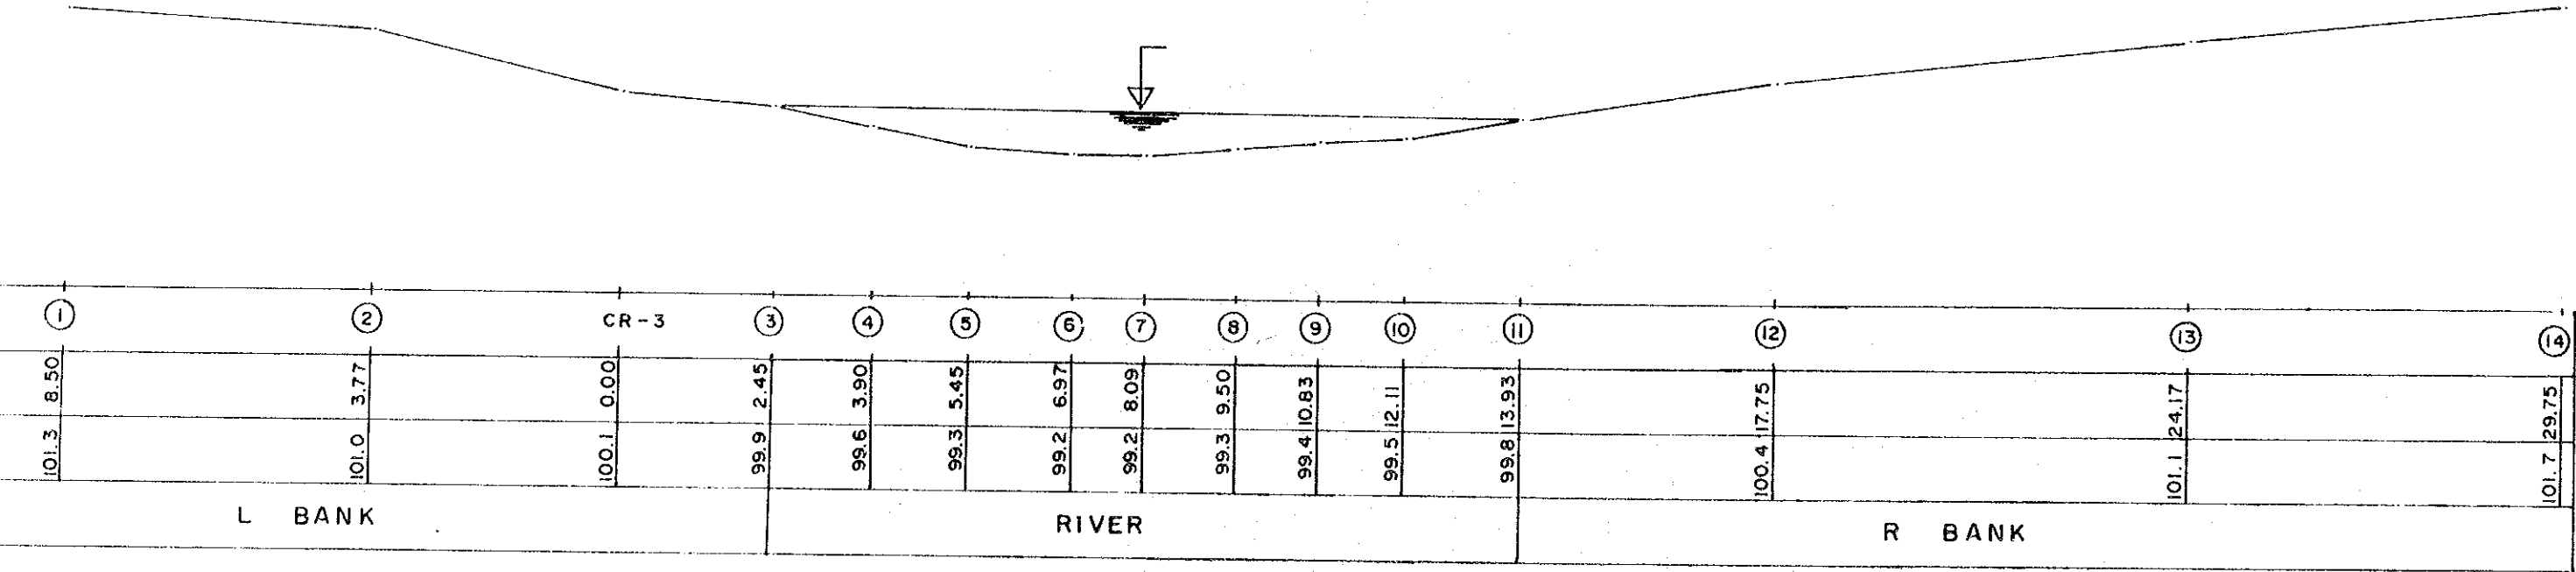 1 2 CR-3 3 4 5 6 7 8 9 10 11 12 13 14
8.50 3.77 0.00 2.45 3.90 5.45 6.97 8.09 9.50 10.83 12.11 13.93 17.75 24.17 29.75
101.3 101.0 100.1 99.9 99.6 99.3 99.2 99.2 99.3 99.4 99.5 99.8 100.4 101.1 101.7
L BANK RIVER R BANK